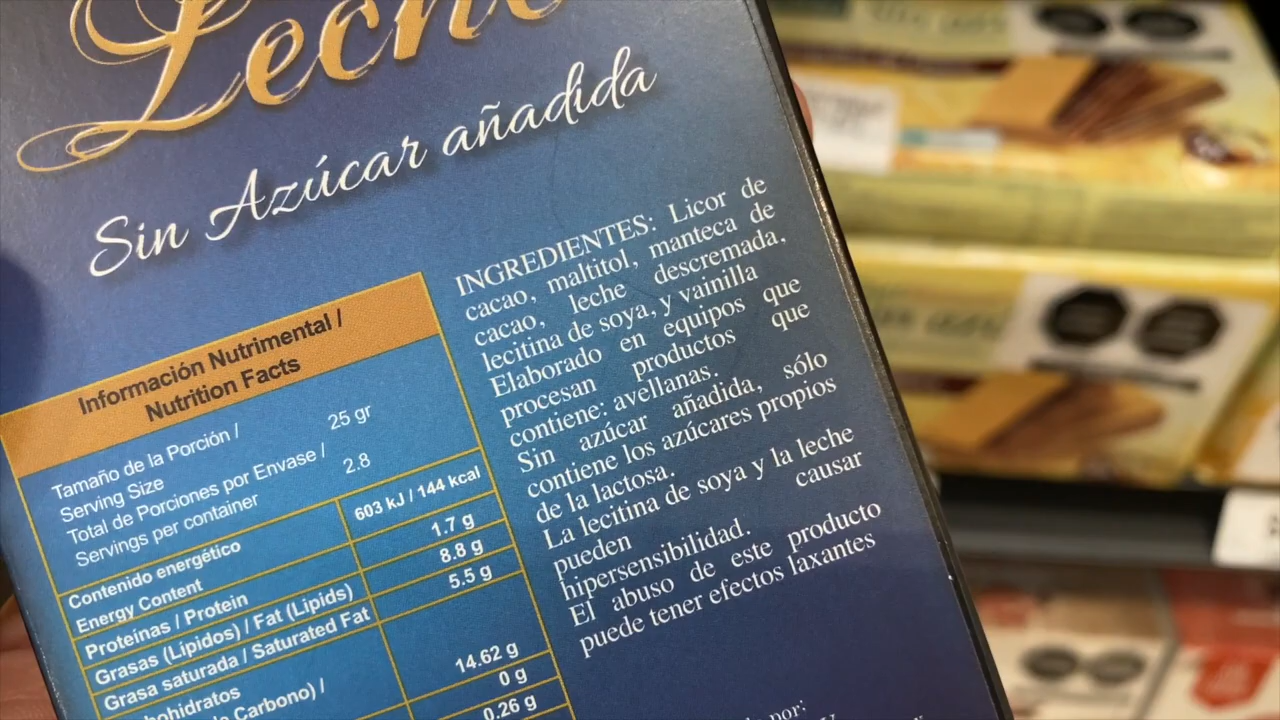 Leche
Sin Azúcar añadida
INGREDIENTES: Licor de
cacao, maltitol, manteca de
cacao, leche descremada,
lecitina de soya, y vainilla
Elaborado en equipos que
procesan productos que
contiene: avellanas.
Sin azúcar añadida, sólo
contiene los azúcares propios
de la lactosa.
La lecitina de soya y la leche
pueden causar
hipersensibilidad.
El abuso de este producto
puede tener efectos laxantes
Información Nutrimental /
Nutrition Facts
Tamaño de la Porción /
Serving Size
25 gr
Total de Porciones por Envase /
Servings per container
2.8
Contenido energético
Energy Content
603 kJ / 144 kcal
Proteínas / Protein
1.7 g
Grasas (Lípidos) / Fat (Lipids)
8.8 g
Grasa saturada / Saturated Fat
5.5 g
Carbono) /
14.62 g
0 g
0.26 g
por: